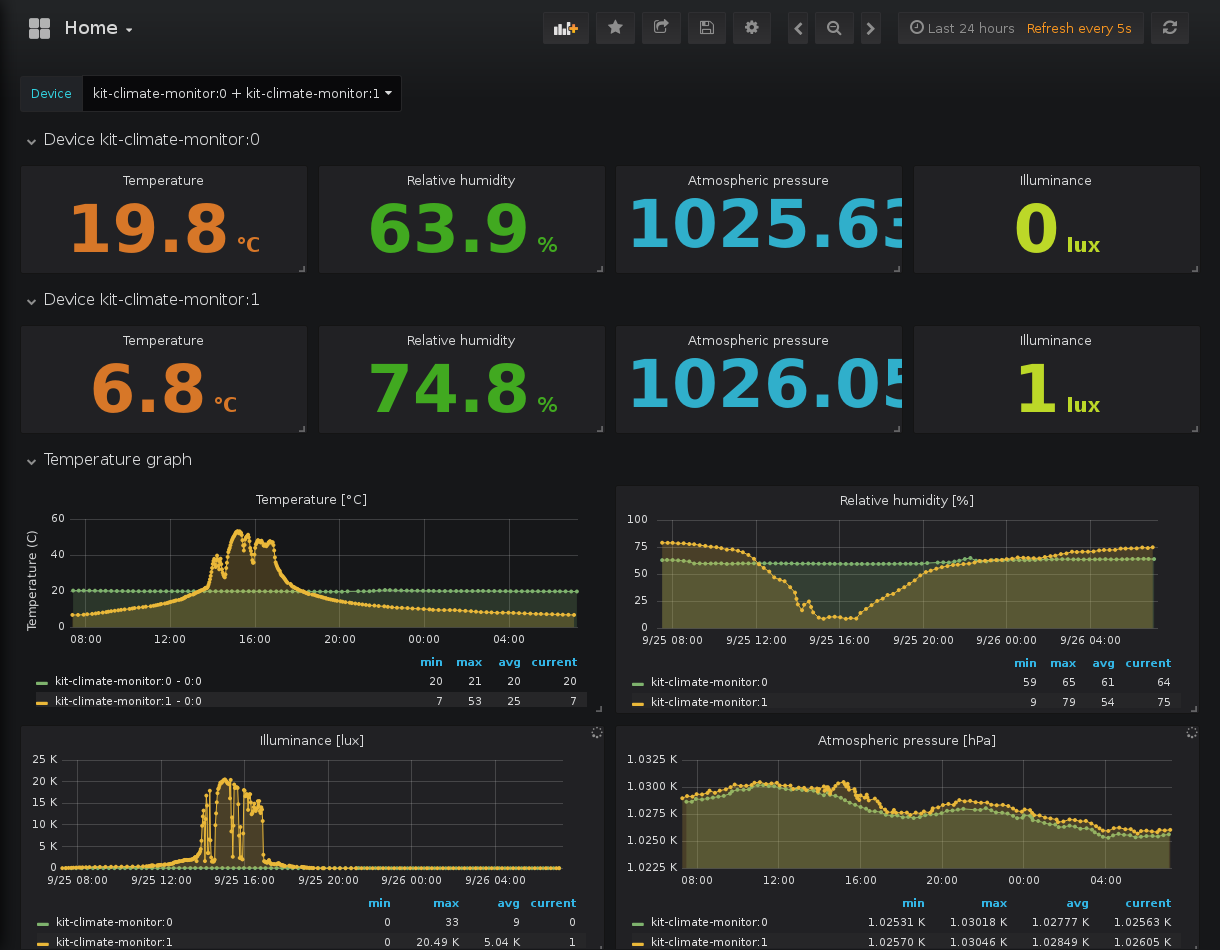 Home
Last 24 hours Refresh every 5s
Device kit-climate-monitor:0 + kit-climate-monitor:1
Device kit-climate-monitor:0
Temperature Relative humidity Atmospheric pressure Illuminance
19.8 °C 63.9 % 1025.63 0 lux
Device kit-climate-monitor:1
Temperature Relative humidity Atmospheric pressure Illuminance
6.8 °C 74.8 % 1026.05 1 lux
Temperature graph
Temperature [°C]
Temperature (C)
60
40
20
0
08:00 12:00 16:00 20:00 00:00 04:00
min max avg current
kit-climate-monitor:0 - 0:0 20 21 20 20
kit-climate-monitor:1 - 0:0 7 53 25 7
Relative humidity [%]
100
75
50
25
0
9/25 08:00 9/25 12:00 9/25 16:00 9/25 20:00 9/26 00:00 9/26 04:00
min max avg current
kit-climate-monitor:0 59 65 61 64
kit-climate-monitor:1 9 79 54 75
Illuminance [lux]
25 K
20 K
15 K
10 K
5 K
0
9/25 08:00 9/25 12:00 9/25 16:00 9/25 20:00 9/26 00:00 9/26 04:00
min max avg current
kit-climate-monitor:0 0 33 9 0
kit-climate-monitor:1 0 20.49 K 5.04 K 1
Atmospheric pressure [hPa]
1.0325 K
1.0300 K
1.0275 K
1.0250 K
1.0225 K
08:00 12:00 16:00 20:00 00:00 04:00
min max avg current
kit-climate-monitor:0 1.02531 K 1.03018 K 1.02777 K 1.02563 K
kit-climate-monitor:1 1.02570 K 1.03046 K 1.02849 K 1.02605 K